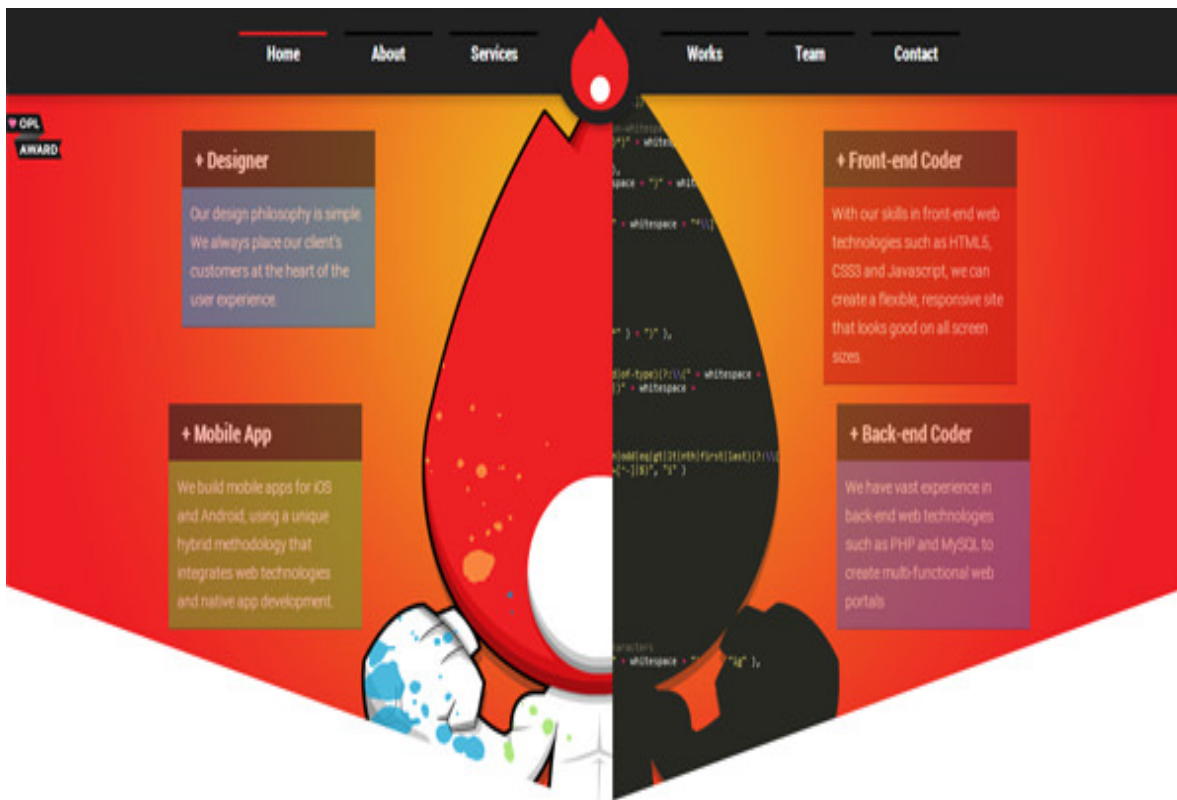 Home About Services Works Team Contact
OPL
AWARD
+ Designer
Our design philosophy is simple.
We always place our client's
customers at the heart of the
user experience.
+ Front-end Coder
With our skills in front-end web
technologies such as HTML5,
CSS3 and Javascript, we can
create a flexible, responsive site
that looks good on all screen
sizes.
+ Mobile App
We build mobile apps for iOS
and Android, using a unique
hybrid methodology that
integrates web technologies
and native app development.
+ Back-end Coder
We have vast experience in
back-end web technologies
such as PHP and MySQL to
create multi-functional web
portals
whitespace
whitespace
whitespace
whitespace